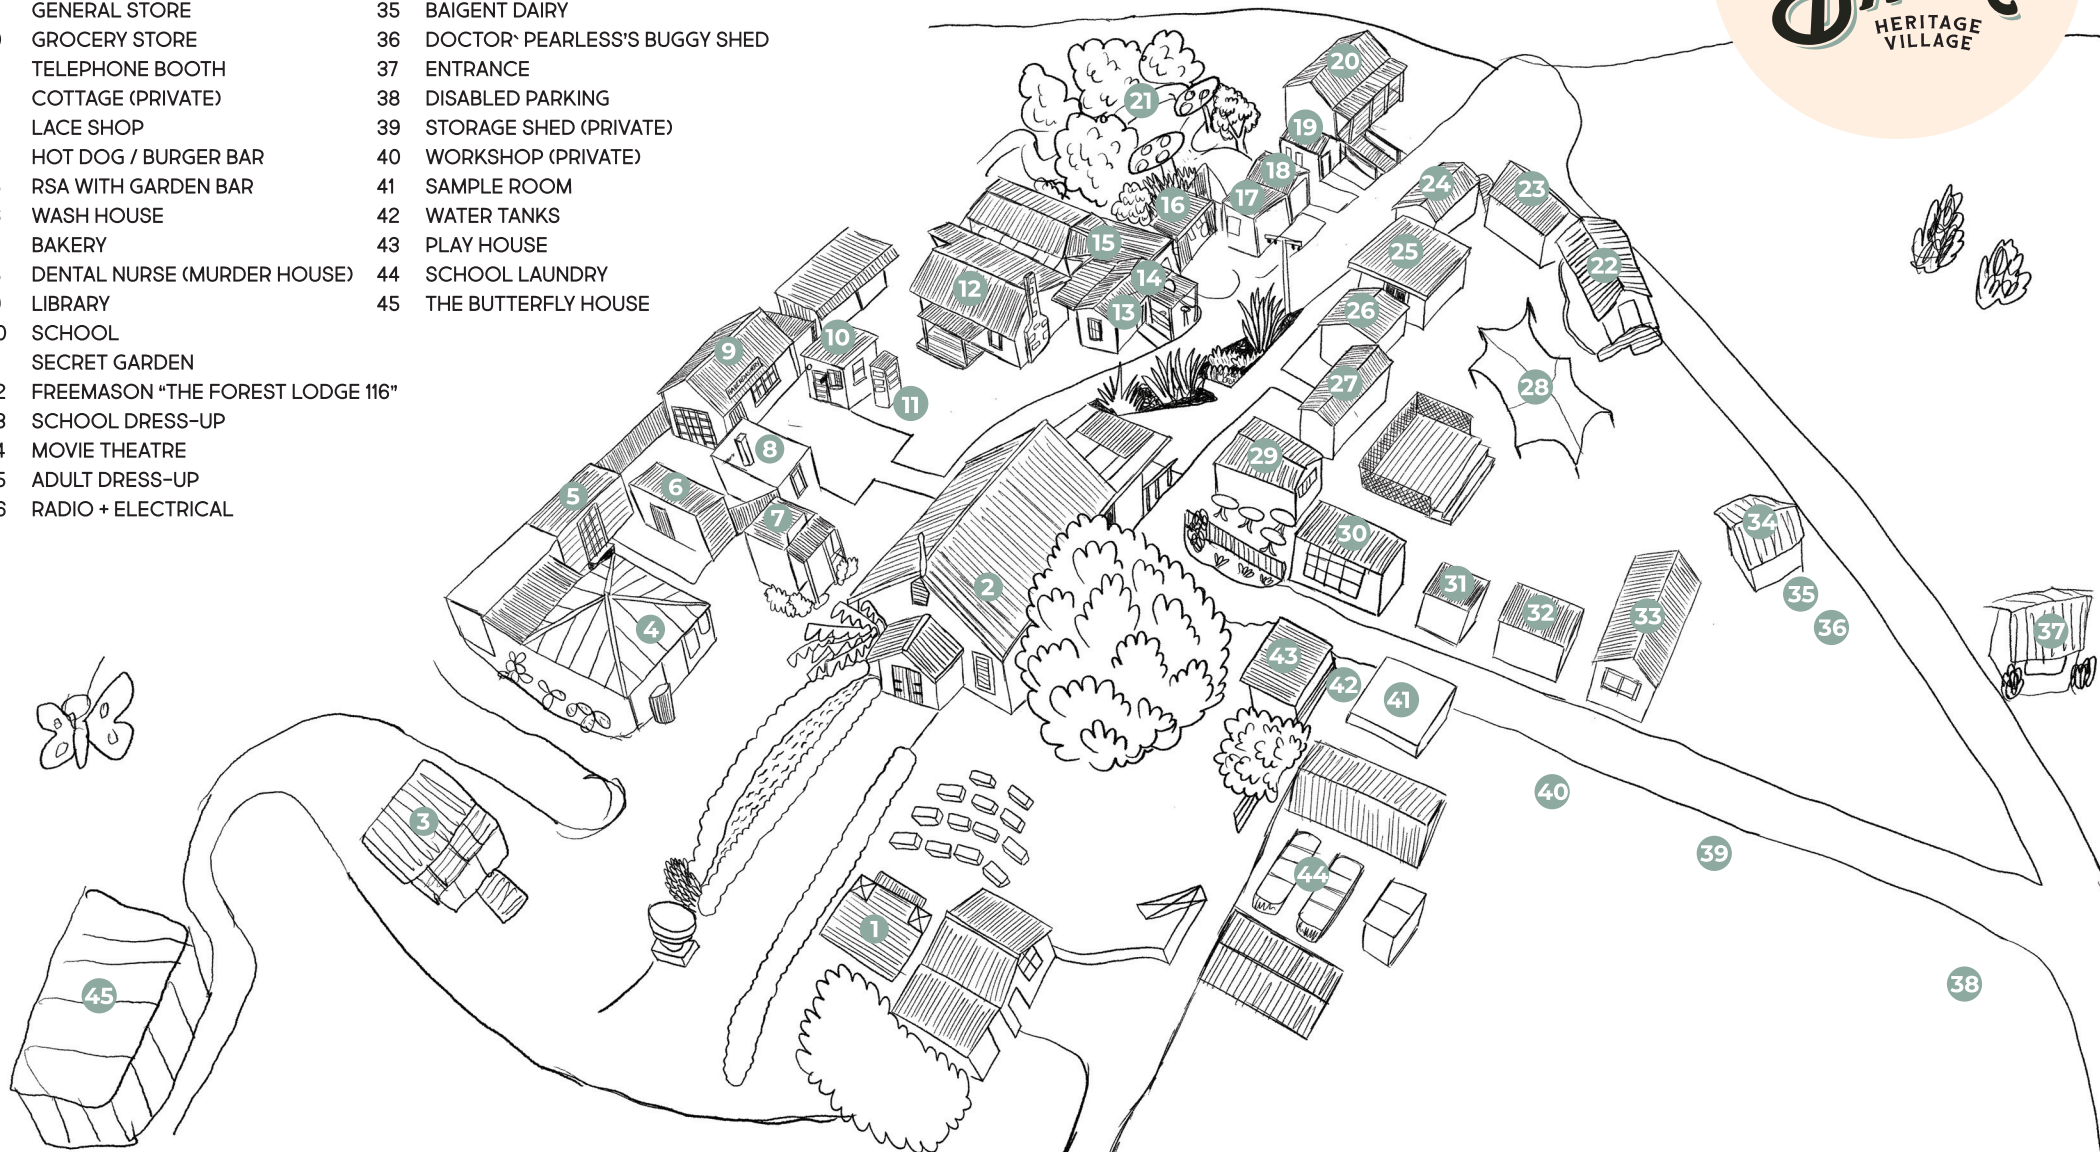 GENERAL STORE
GROCERY STORE
TELEPHONE BOOTH
COTTAGE (PRIVATE)
LACE SHOP
HOT DOG / BURGER BAR
RSA WITH GARDEN BAR
WASH HOUSE
BAKERY
DENTAL NURSE (MURDER HOUSE)
LIBRARY
SCHOOL
SECRET GARDEN
FREEMASON “THE FOREST LODGE 116”
SCHOOL DRESS-UP
MOVIE THEATRE
ADULT DRESS-UP
RADIO + ELECTRICAL
35 BAIGENT DAIRY
36 DOCTOR` PEARLESS'S BUGGY SHED
37 ENTRANCE
38 DISABLED PARKING
39 STORAGE SHED (PRIVATE)
40 WORKSHOP (PRIVATE)
41 SAMPLE ROOM
42 WATER TANKS
43 PLAY HOUSE
44 SCHOOL LAUNDRY
45 THE BUTTERFLY HOUSE
HERITAGE
VILLAGE
20
21
19
18
17
16
24
23
15
25
22
14
12
13
26
10
9
27
28
11
8
29
6
5
7
34
30
31
2
35
32
33
36
4
37
43
42
41
40
3
39
44
1
38
45